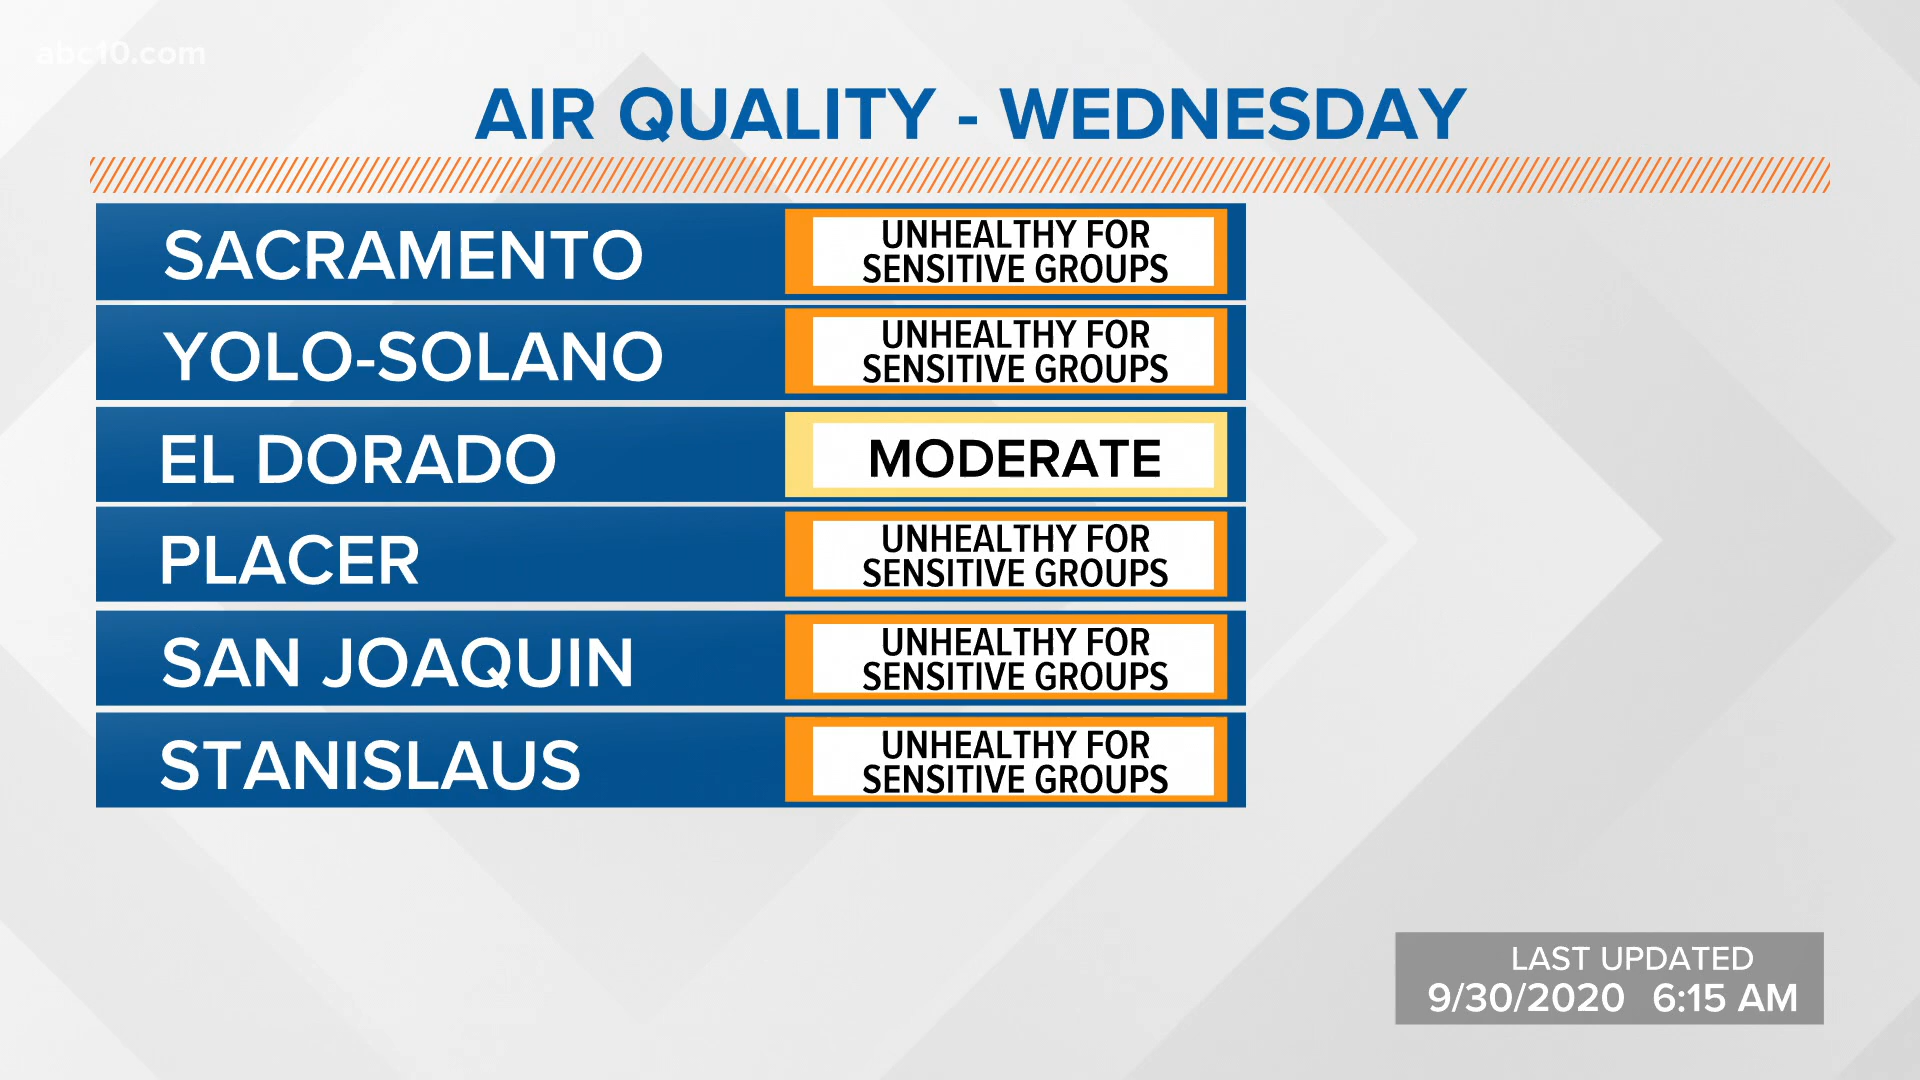 abc10.com
AIR QUALITY - WEDNESDAY
SACRAMENTO
UNHEALTHY FOR
SENSITIVE GROUPS
YOLO-SOLANO
UNHEALTHY FOR
SENSITIVE GROUPS
EL DORADO
MODERATE
PLACER
UNHEALTHY FOR
SENSITIVE GROUPS
SAN JOAQUIN
UNHEALTHY FOR
SENSITIVE GROUPS
STANISLAUS
UNHEALTHY FOR
SENSITIVE GROUPS
LAST UPDATED
9/30/2020 6:15 AM